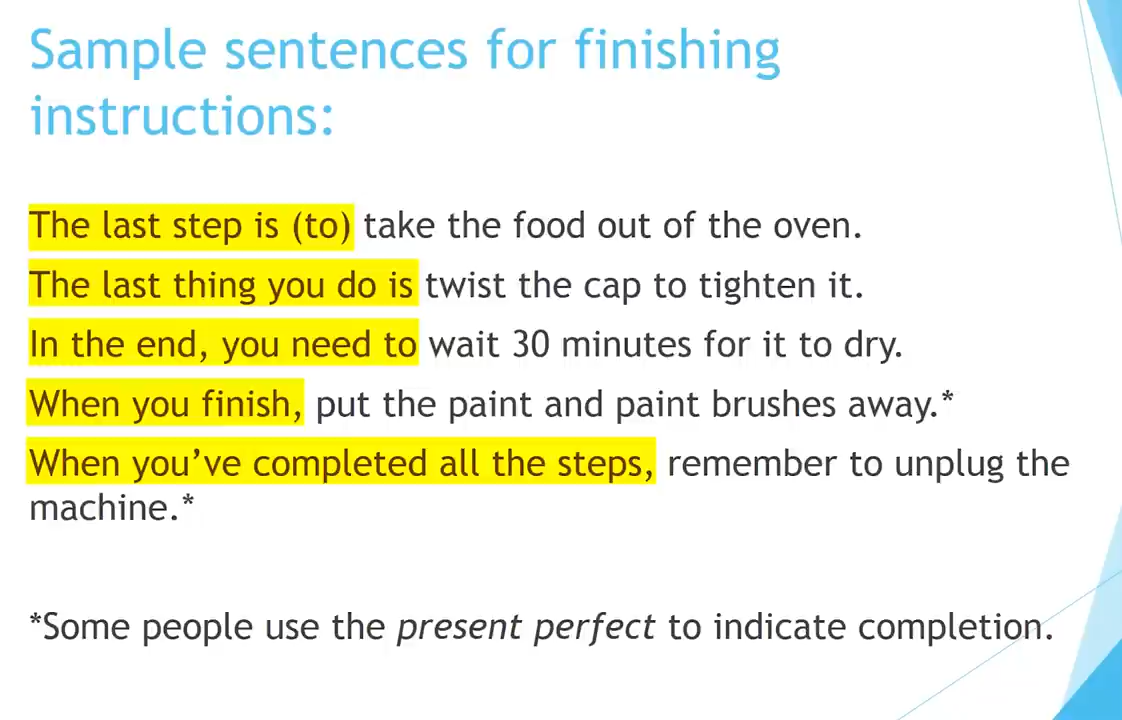 Sample sentences for finishing
instructions:
The last step is (to) take the food out of the oven.
The last thing you do is twist the cap to tighten it.
In the end, you need to wait 30 minutes for it to dry.
When you finish, put the paint and paint brushes away.*
When you’ve completed all the steps, remember to unplug the
machine.*
*Some people use the present perfect to indicate completion.